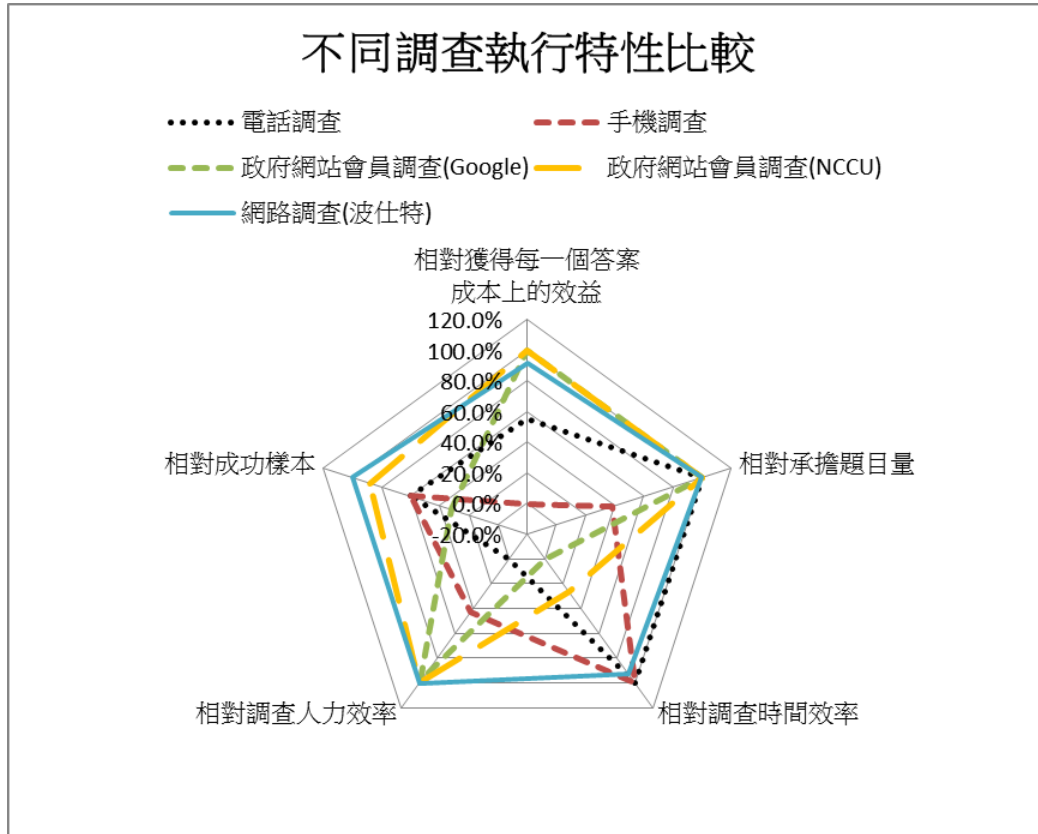 不同調查執行特性比較
電話調查
手機調查
政府網站會員調查(Google)
政府網站會員調查(NCCU)
網路調查(波仕特)
相對獲得每一個答案
成本上的效益
120.0%
100.0%
80.0%
60.0%
40.0%
20.0%
0.0%
-20.0%
相對成功樣本
相對承擔題目量
相對調查人力效率
相對調查時間效率